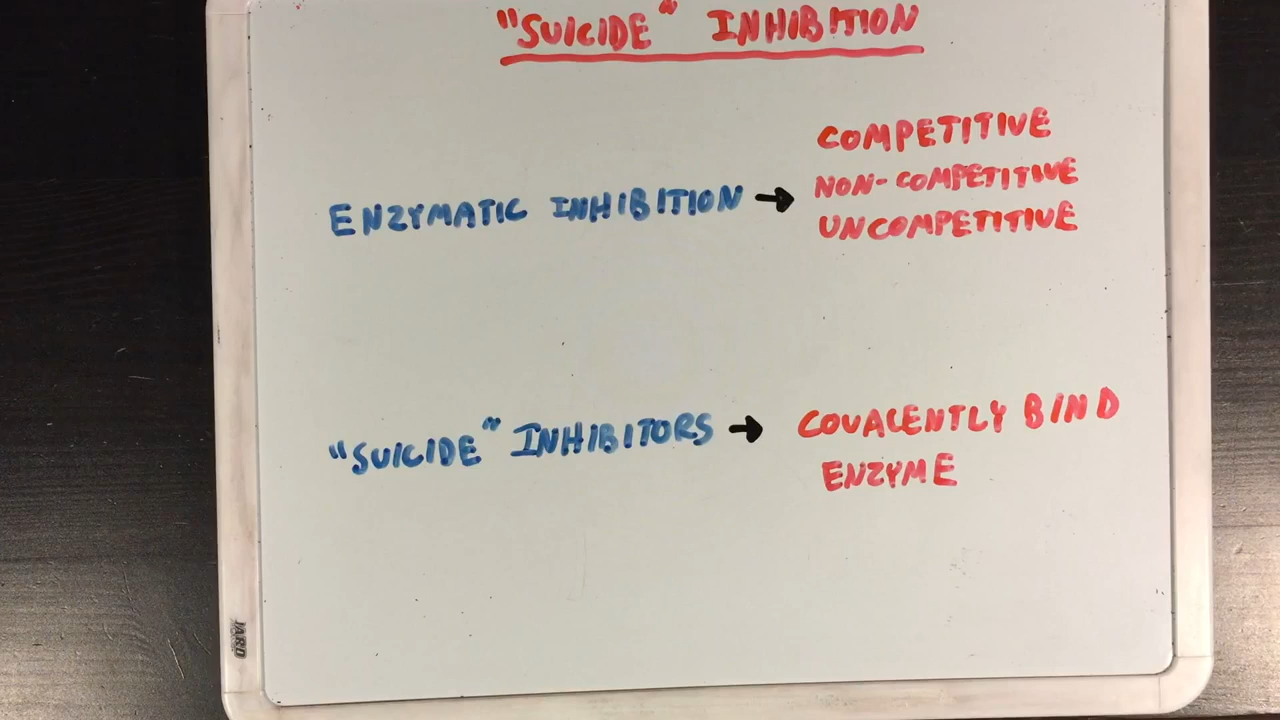 "SUICIDE" INHIBITION
ENZYMATIC INHIBITION → COMPETITIVE
NON-COMPETITIVE
UNCOMPETITIVE
"SUICIDE" INHIBITORS → COVALENTLY BIND
ENZYME